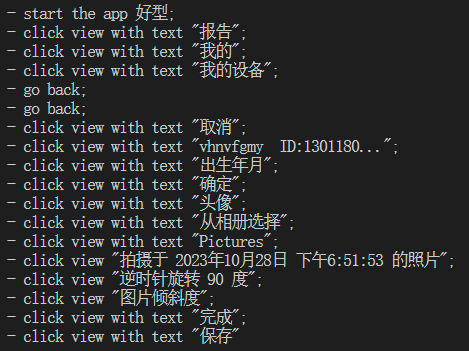 - start the app 好型;
- click view with text "报告";
- click view with text "我的";
- click view with text "我的设备";
- go back;
- go back;
- click view with text "取消";
- click view with text "vhnvfgmy  ID:1301180...";
- click view with text "出生年月";
- click view with text "确定";
- click view with text "头像";
- click view with text "从相册选择";
- click view with text "Pictures";
- click view "拍摄于 2023年10月28日 下午6:51:53 的照片";
- click view "逆时针旋转 90 度";
- click view "图片倾斜度";
- click view with text "完成";
- click view with text "保存"